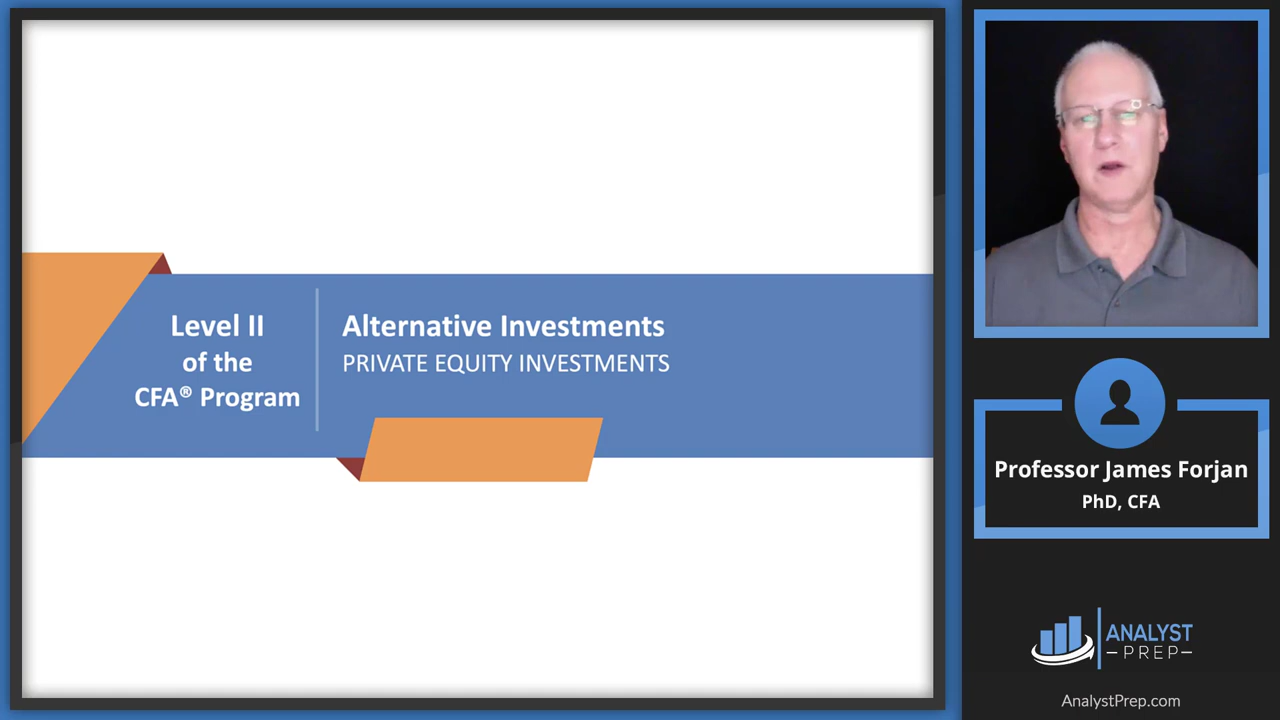 Level II
of the
CFA® Program
Alternative Investments
PRIVATE EQUITY INVESTMENTS
Professor James Forjan
PhD, CFA
ANALYST
PREP
AnalystPrep.com